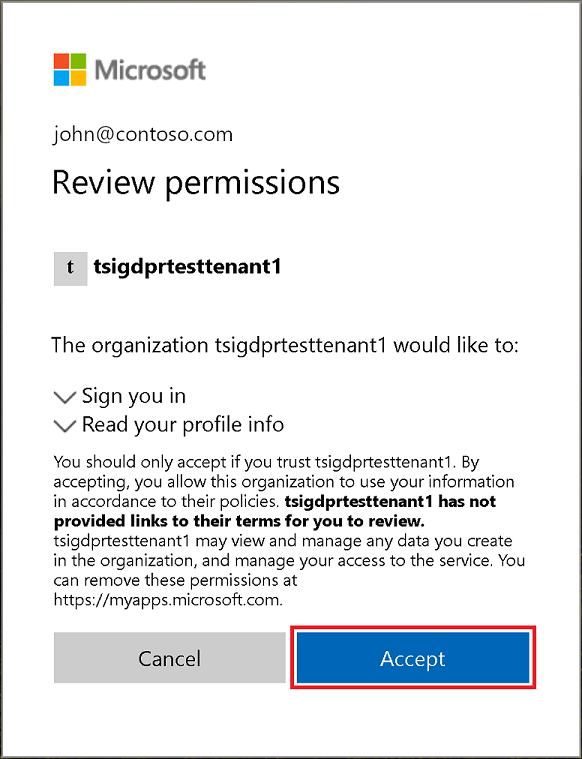 Microsoft
john@contoso.com
Review permissions
t tsigdprtesttenant1
The organization tsigdprtesttenant1 would like to:
Sign you in
Read your profile info
You should only accept if you trust tsigdprtesttenant1. By
accepting, you allow this organization to use your information
in accordance to their policies. tsigdprtesttenant1 has not
provided links to their terms for you to review.
tsigdprtesttenant1 may view and manage any data you create
in the organization, and manage your access to the service. You
can remove these permissions at
https://myapps.microsoft.com.
Cancel Accept